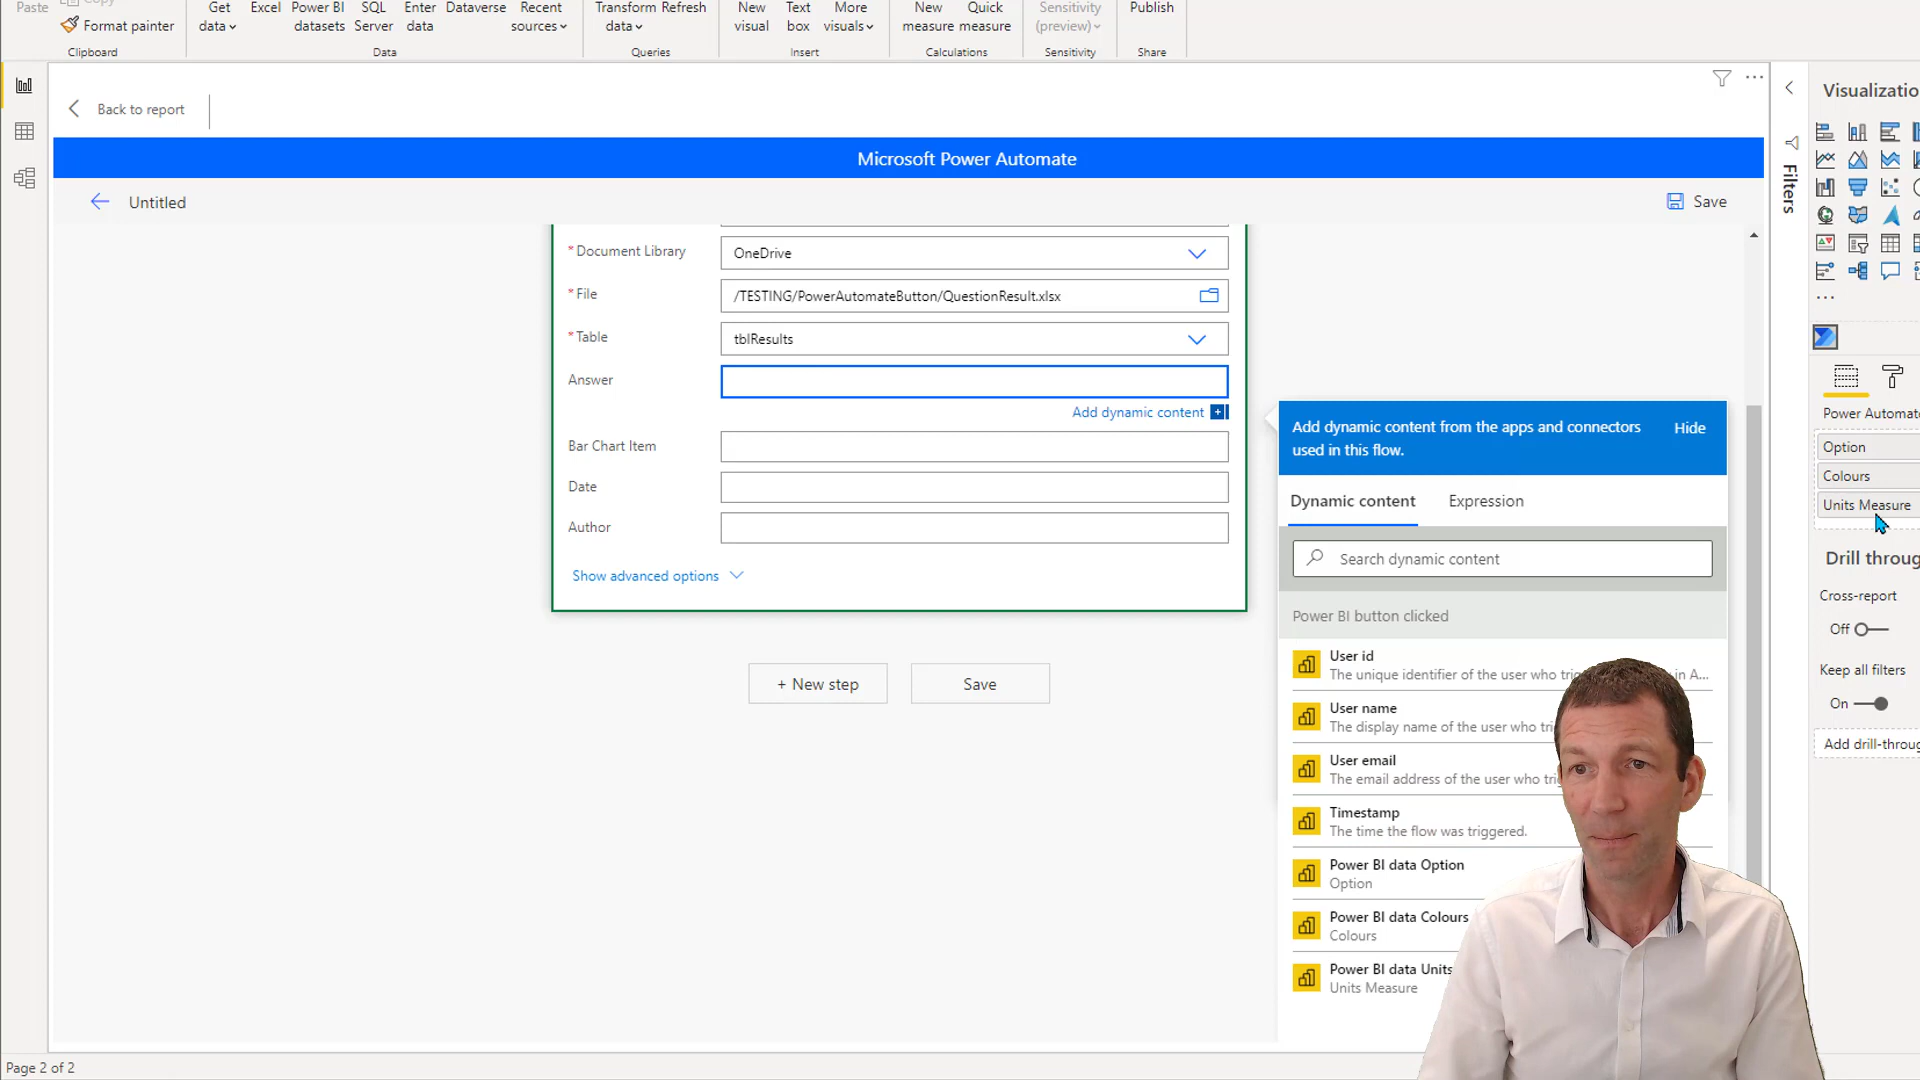 Paste
Copy
Format painter
Clipboard
Get data
Excel
Power BI datasets
SQL Server
Enter data
Dataverse
Recent sources
Data
Transform data
Refresh
Queries
New visual
Text box
More visuals
Insert
New measure
Quick measure
Calculations
Sensitivity (preview)
Sensitivity
Publish
Share
Back to report
Microsoft Power Automate
Untitled
Save
* Document Library
OneDrive
* File
/TESTING/PowerAutomateButton/QuestionResult.xlsx
* Table
tblResults
Answer
Add dynamic content
Bar Chart Item
Date
Author
Show advanced options
+ New step
Save
Add dynamic content from the apps and connectors
used in this flow.
Hide
Dynamic content
Expression
Search dynamic content
Power BI button clicked
User id
The unique identifier of the user who in A...
User name
The display name of the user who
User email
The email address of the user who
Timestamp
The time the flow was triggered.
Power BI data Option
Option
Power BI data Colours
Colours
Power BI data Units
Units Measure
Filters
Visualizatio
Power Automate
Option
Colours
Units Measure
Drill throug
Cross-report
Off
Keep all filters
On
Add drill-throug
Page 2 of 2